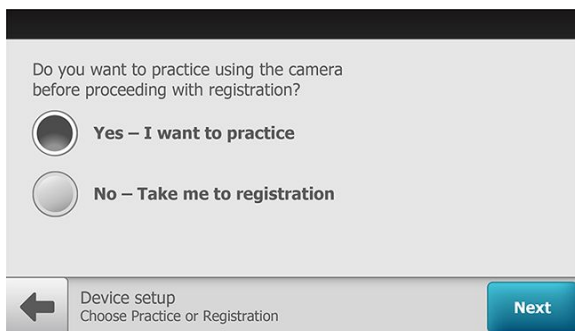 Do you want to practice using the camera
before proceeding with registration?
Yes – I want to practice
No – Take me to registration
Device setup
Choose Practice or Registration
Next